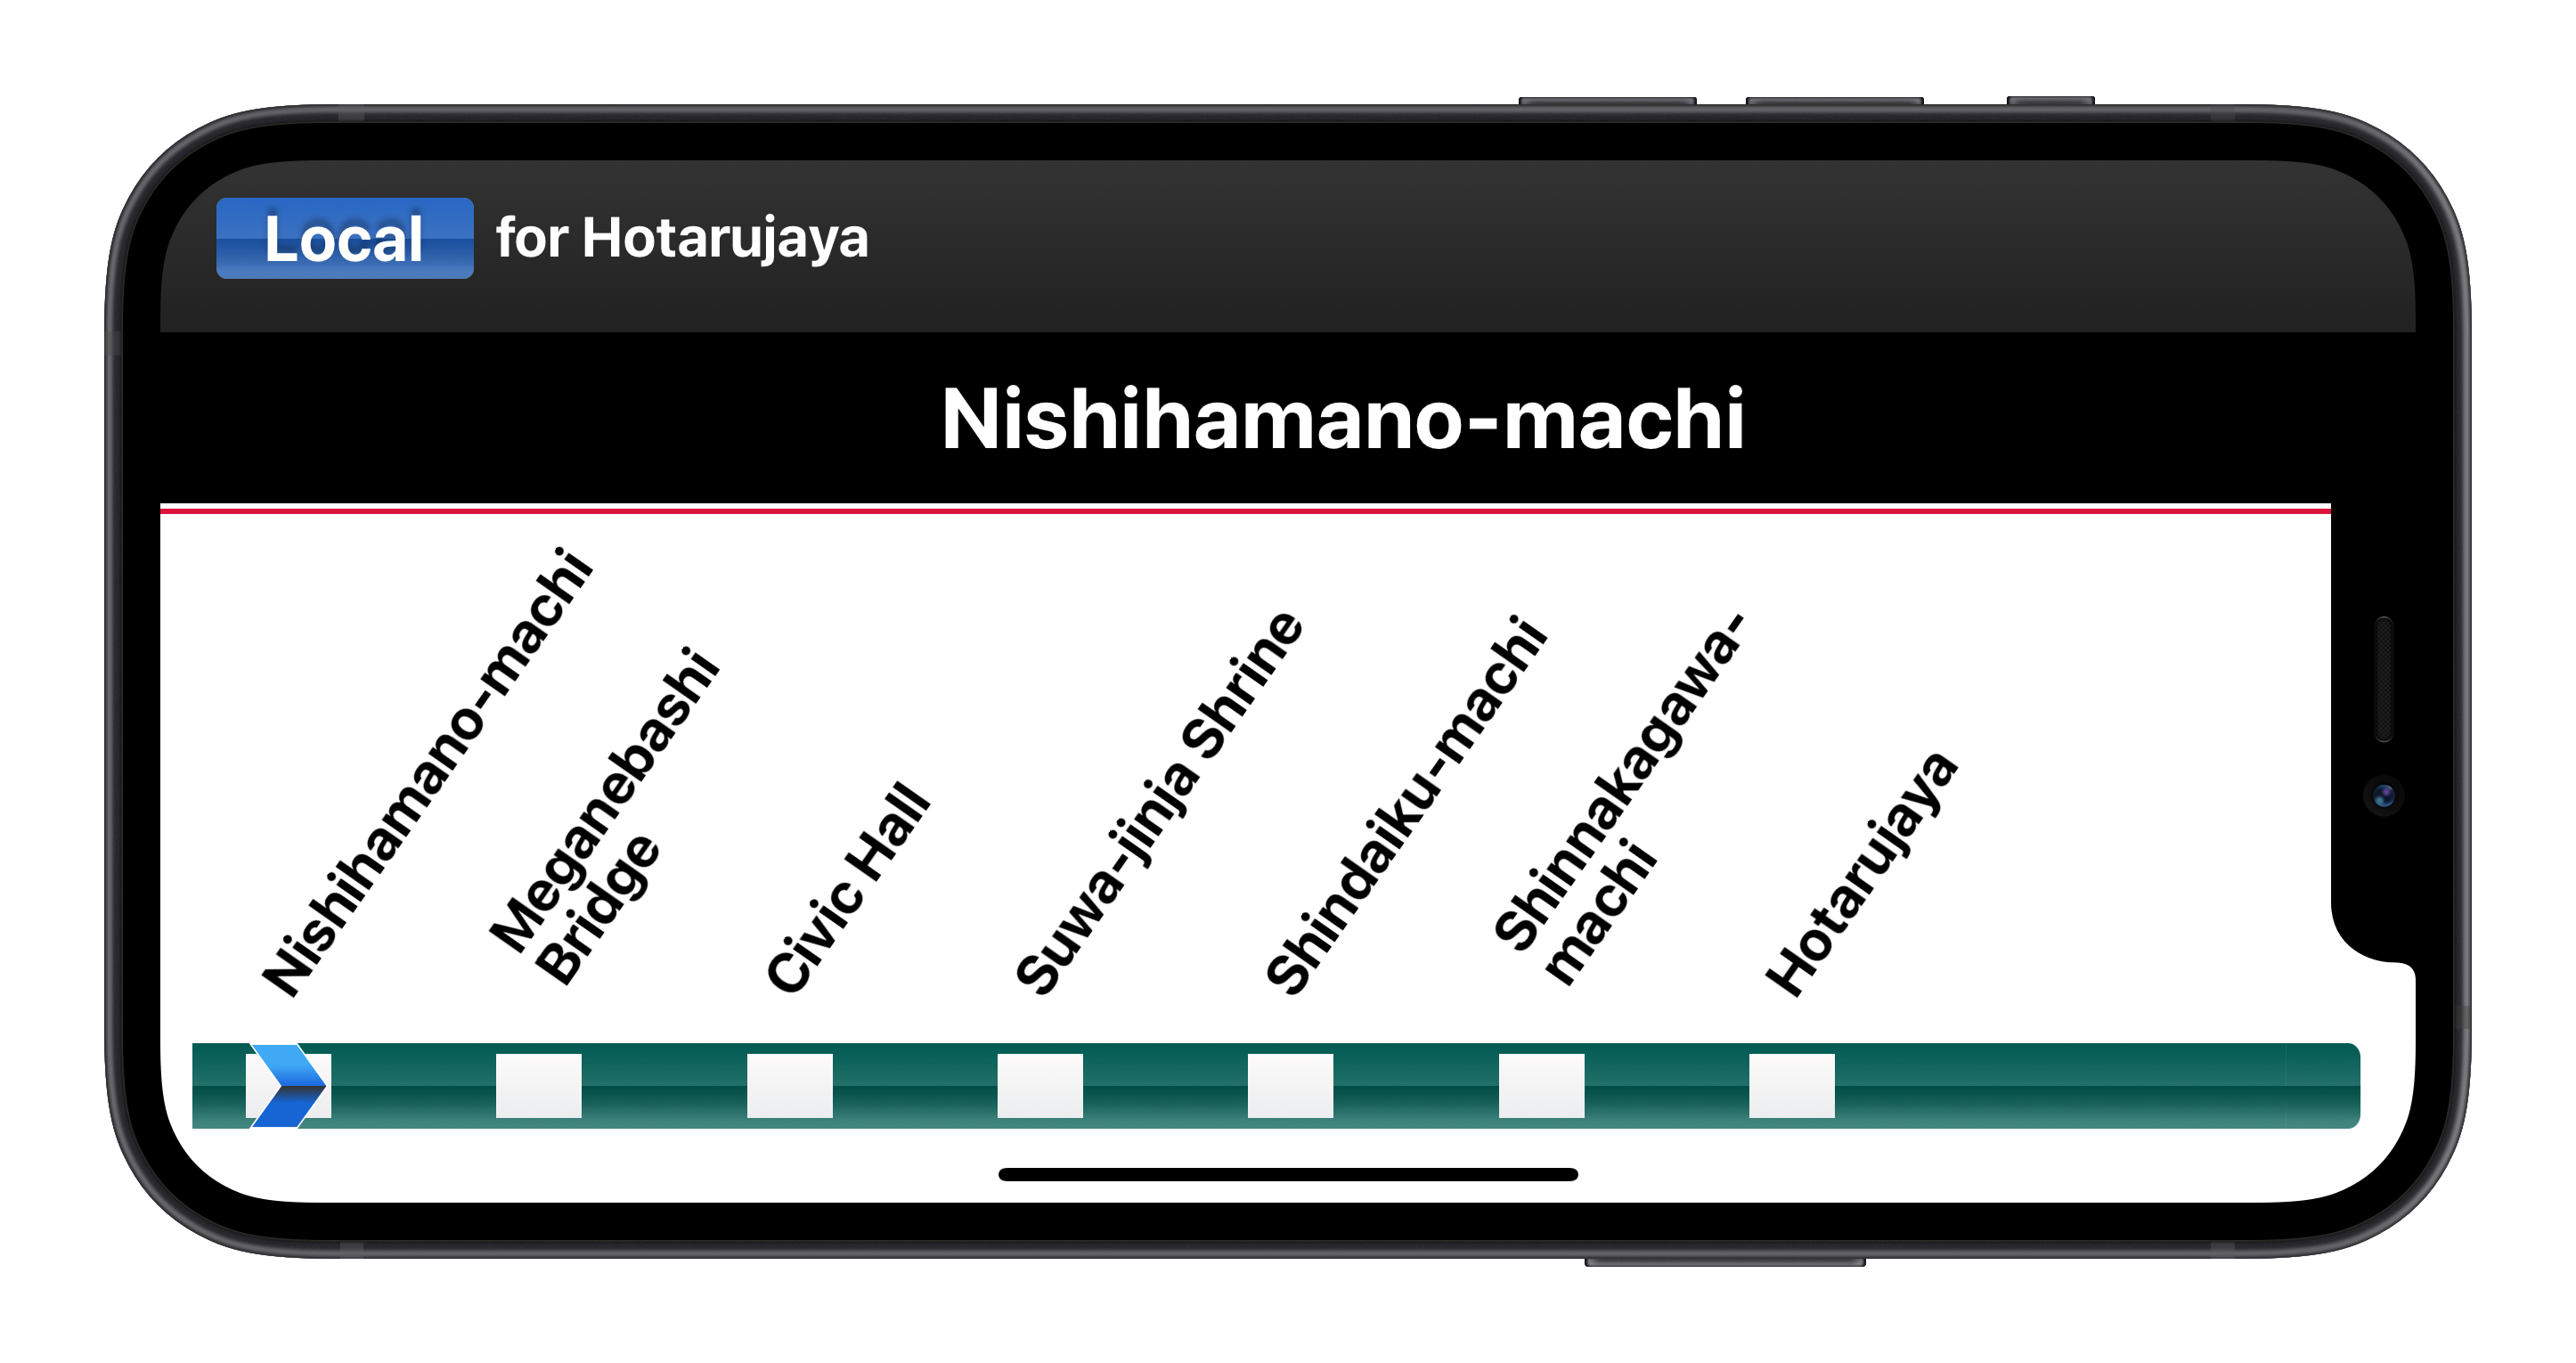 Local for Hotarujaya
Nishihamano-machi
Nishihamano-machi
Meganebashi
Bridge
Civic Hall
Suwa-jinja Shrine
Shindaiku-machi
Shinnakagawa-
machi
Hotarujaya